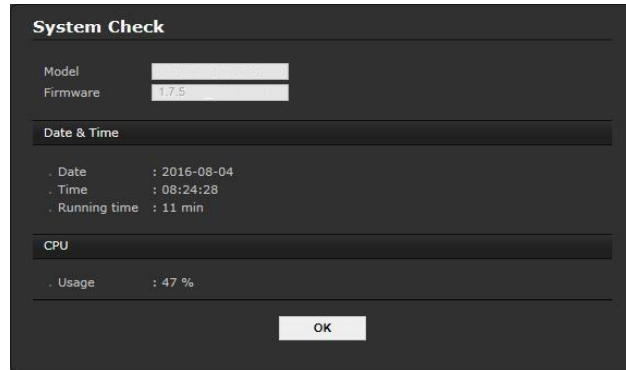 System Check
Model
Firmware 1.7.5
Date & Time
. Date : 2016-08-04
. Time : 08:24:28
. Running time : 11 min
CPU
. Usage : 47 %
OK